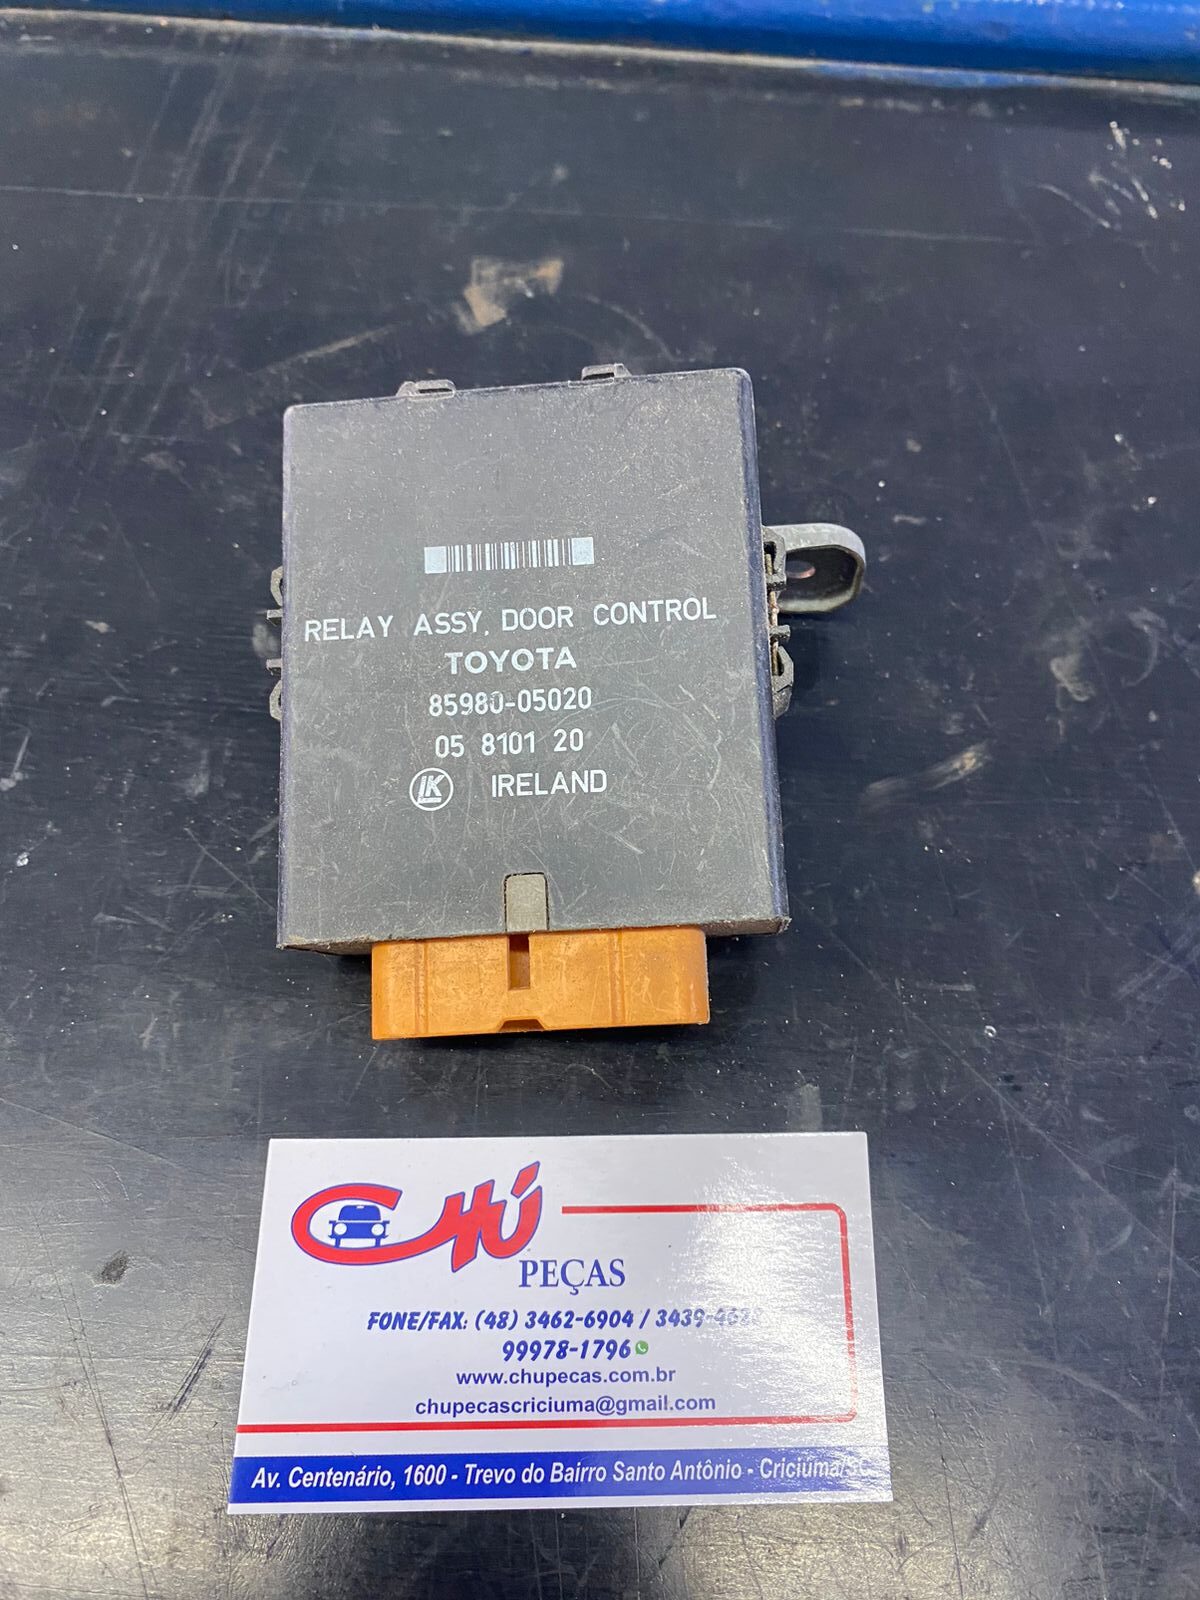 RELAY ASSY, DOOR CONTROL
TOYOTA
85980-05020
05 8101 20
LK IRELAND
CHÚ
PEÇAS
FONE/FAX: (48) 3462-6904 / 3439-4622
99978-1796
www.chupecas.com.br
chupecascriciuma@gmail.com
Av. Centenário, 1600 - Trevo do Bairro Santo Antônio - Criciúma/SC